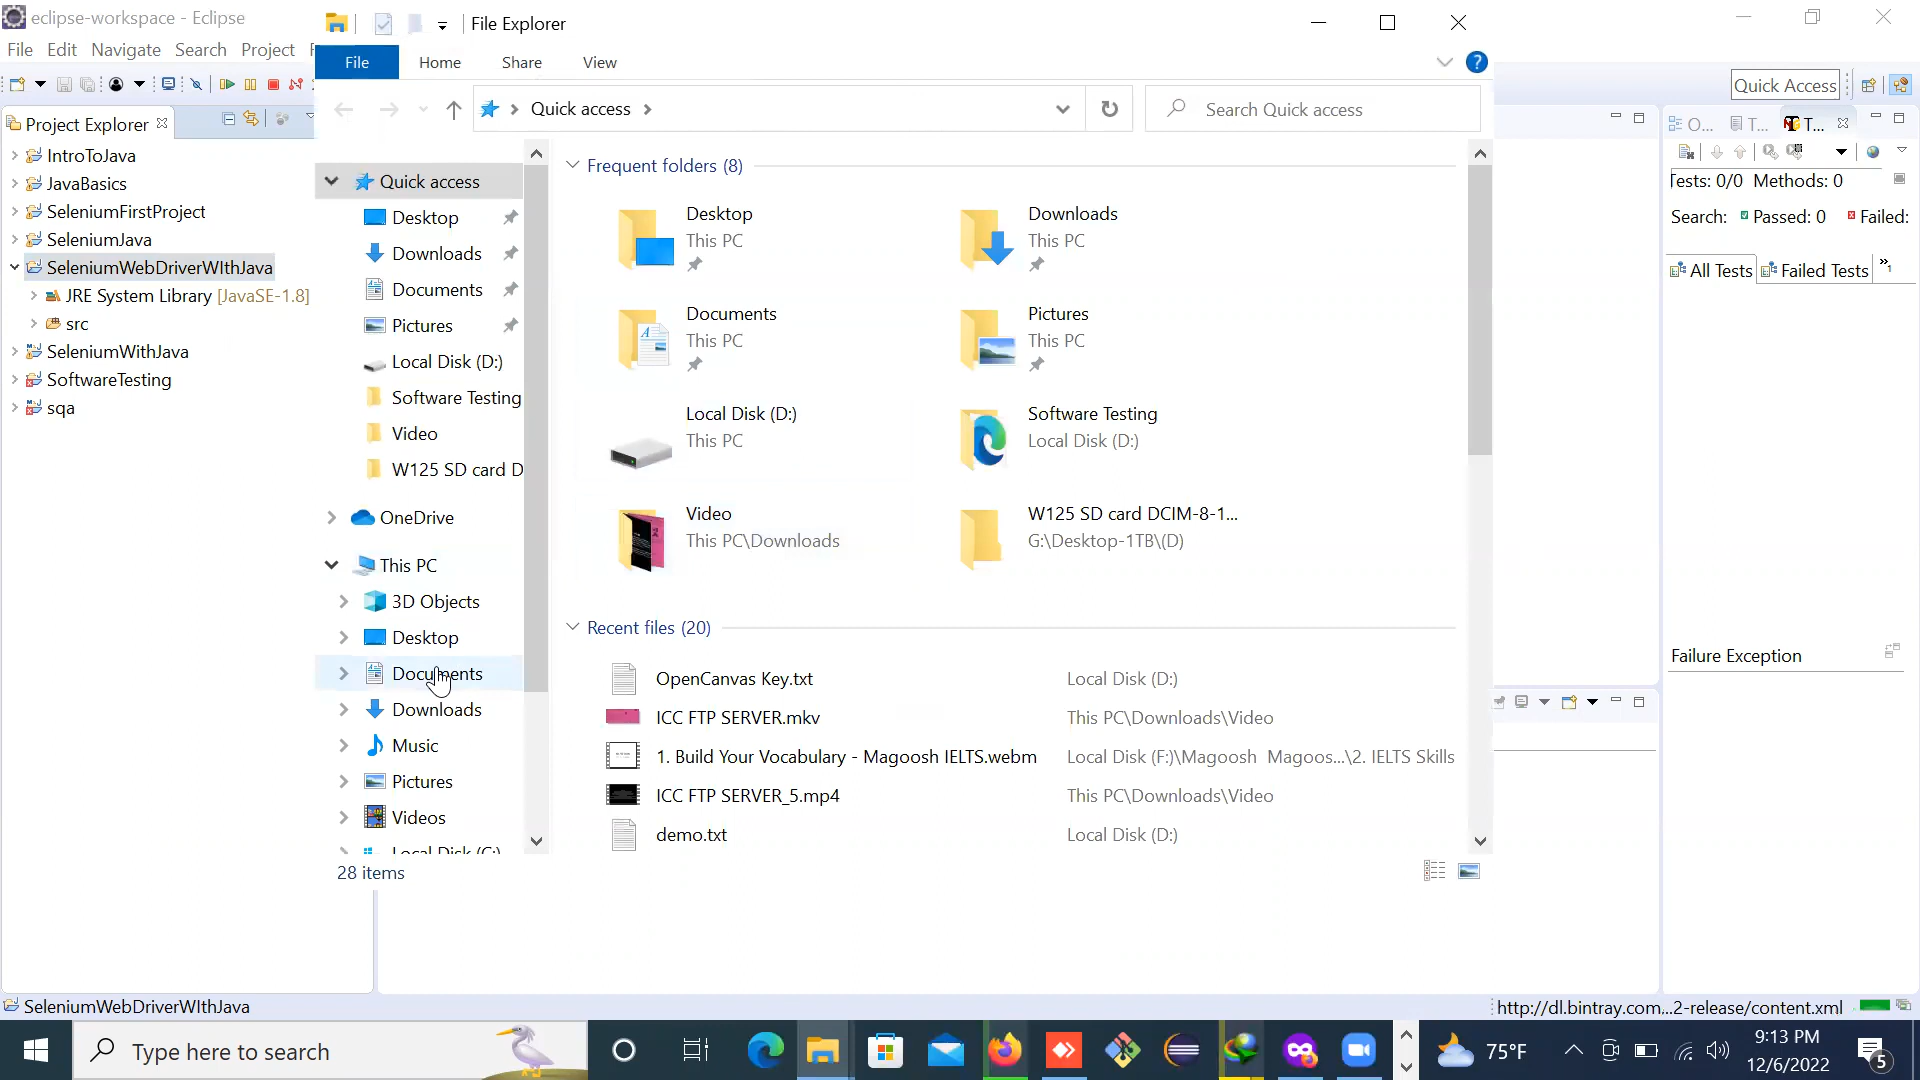 eclipse-workspace - Eclipse
File Explorer
File Edit Navigate Search Project
File Home Share View
?
Quick Access
Quick access
Search Quick access
Project Explorer
IntroToJava
JavaBasics
SeleniumFirstProject
SeleniumJava
SeleniumWebDriverWIthJava
JRE System Library [JavaSE-1.8]
src
SeleniumWithJava
SoftwareTesting
sqa
Quick access
Desktop
Downloads
Documents
Pictures
Local Disk (D:)
Software Testing
Video
W125 SD card D
OneDrive
This PC
3D Objects
Desktop
Documents
Downloads
Music
Pictures
Videos
Local Disk (C:)
28 items
Frequent folders (8)
Desktop
This PC
Downloads
This PC
Documents
This PC
Pictures
This PC
Local Disk (D:)
This PC
Software Testing
Local Disk (D:)
Video
This PC\Downloads
W125 SD card DCIM-8-1...
G:\Desktop-1TB\(D)
Recent files (20)
OpenCanvas Key.txt Local Disk (D:)
ICC FTP SERVER.mkv This PC\Downloads\Video
1. Build Your Vocabulary - Magoosh IELTS.webm Local Disk (F:)\Magoosh Magoos...\2. IELTS Skills
ICC FTP SERVER_5.mp4 This PC\Downloads\Video
demo.txt Local Disk (D:)
O... T... T...
Tests: 0/0 Methods: 0
Search: Passed: 0 Failed:
All Tests Failed Tests »1
Failure Exception
SeleniumWebDriverWIthJava
http://dl.bintray.com...2-release/content.xml
Type here to search
75°F
9:13 PM
12/6/2022
5